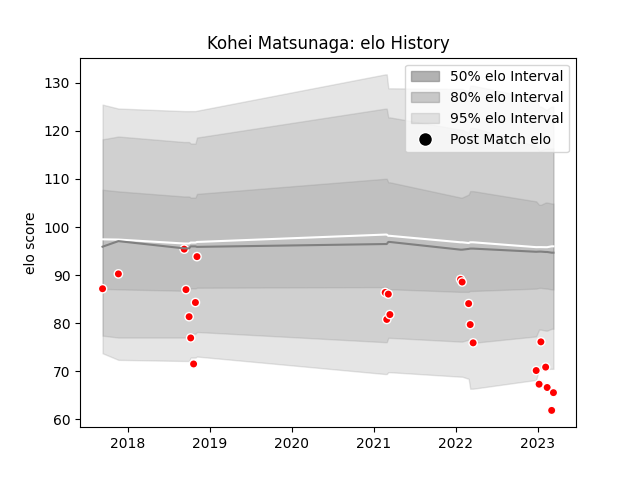 Kohei Matsunaga: elo History
50% elo Interval
80% elo Interval
95% elo Interval
Post Match elo
elo score
130
120
110
100
90
80
70
60
2018
2019
2020
2021
2022
2023